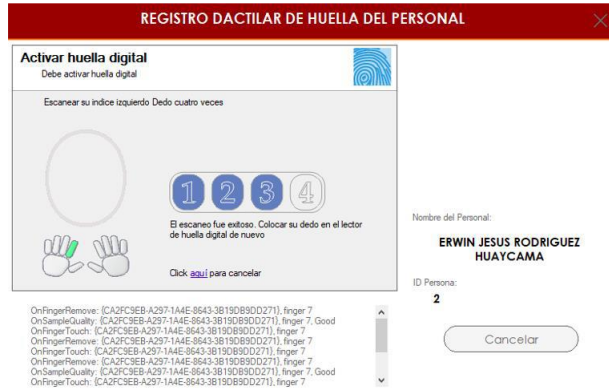 REGISTRO DACTILAR DE HUELLA DEL PERSONAL
Activar huella digital
Debe activar huella digital
Escanear su indice izquierdo Dedo cuatro veces
1 2 3 4
El escaneo fue exitoso. Colocar su dedo en el lector
de huella digital de nuevo
Click aquí para cancelar
Nombre del Personal:
ERWIN JESUS RODRIGUEZ
HUAYCAMA
ID Persona:
2
Cancelar
OnFingerRemove: {CA2FC9EB-A297-1A4E-8643-3B19DB9DD271}, finger 7
OnSampleQuality: {CA2FC9EB-A297-1A4E-8643-3B19DB9DD271}, finger 7, Good
OnFingerTouch: {CA2FC9EB-A297-1A4E-8643-3B19DB9DD271}, finger 7
OnFingerRemove: {CA2FC9EB-A297-1A4E-8643-3B19DB9DD271}, finger 7
OnFingerTouch: {CA2FC9EB-A297-1A4E-8643-3B19DB9DD271}, finger 7
OnFingerRemove: {CA2FC9EB-A297-1A4E-8643-3B19DB9DD271}, finger 7
OnSampleQuality: {CA2FC9EB-A297-1A4E-8643-3B19DB9DD271}, finger 7, Good
OnFingerTouch: {CA2FC9EB-A297-1A4E-8643-3B19DB9DD271}, finger 7